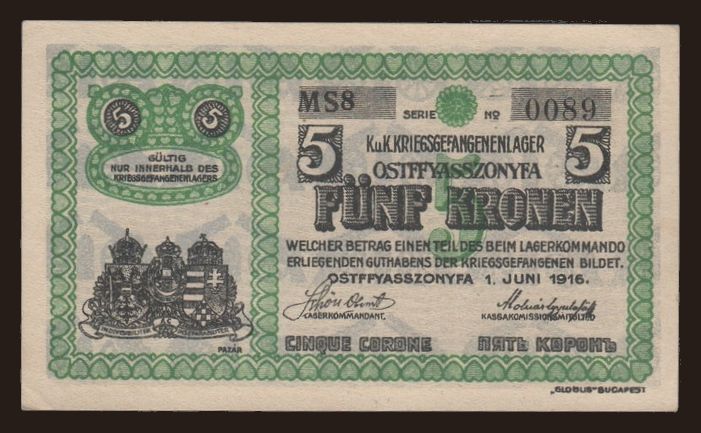 5 5
GÜLTIG
NUR INNERHALB DES
KRIEGSGEFANGENENLAGERS
PAZÁR
MS8 SERIE No 0089
5 5
K.u.K. KRIEGSGEFANGENENLAGER
OSTFFYASSZONYFA
5
FÜNF KRONEN
WELCHER BETRAG EINEN TEIL DES BEIM LAGERKOMMANDO
ERLIEGENDEN GUTHABENS DER KRIEGSGEFANGENEN BILDET.
OSTFFYASSZONYFA 1. JUNI 1916.
LAGERKOMMANDANT. KASSAKOMISSIONSMITGLIED
CINQUE CORONE ПЯТЬ КОРОНЪ
„GLOBUS" BUDAPEST